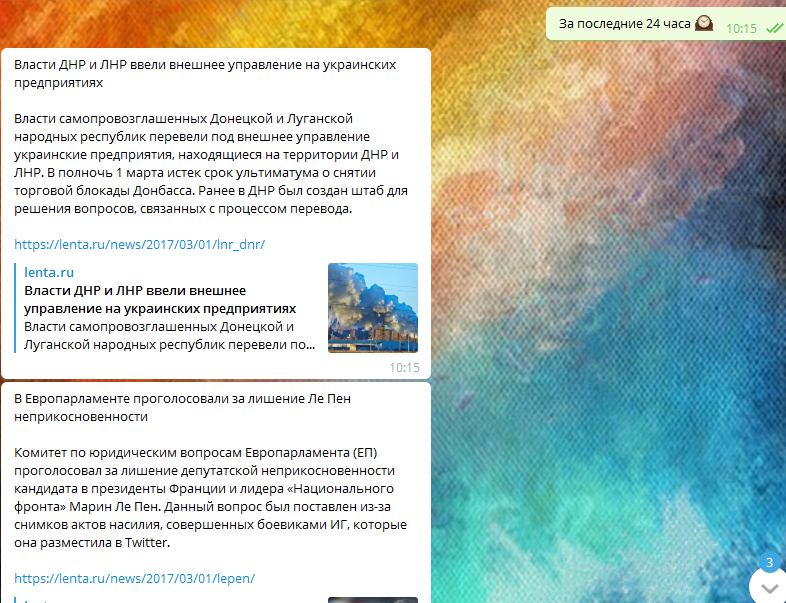 За последние 24 часа 🕰
10:15
Власти ДНР и ЛНР ввели внешнее управление на украинских
предприятиях
Власти самопровозглашенных Донецкой и Луганской
народных республик перевели под внешнее управление
украинские предприятия, находящиеся на территории ДНР и
ЛНР. В полночь 1 марта истек срок ультиматума о снятии
торговой блокады Донбасса. Ранее в ДНР был создан штаб для
решения вопросов, связанных с процессом перевода.
https://lenta.ru/news/2017/03/01/lnr_dnr/
lenta.ru
Власти ДНР и ЛНР ввели внешнее
управление на украинских предприятиях
Власти самопровозглашенных Донецкой и
Луганской народных республик перевели по...
10:15
В Европарламенте проголосовали за лишение Ле Пен
неприкосновенности
Комитет по юридическим вопросам Европарламента (ЕП)
проголосовал за лишение депутатской неприкосновенности
кандидата в президенты Франции и лидера «Национального
фронта» Марин Ле Пен. Данный вопрос был поставлен из-за
снимков актов насилия, совершенных боевиками ИГ, которые
она разместила в Twitter.
https://lenta.ru/news/2017/03/01/lepen/
3